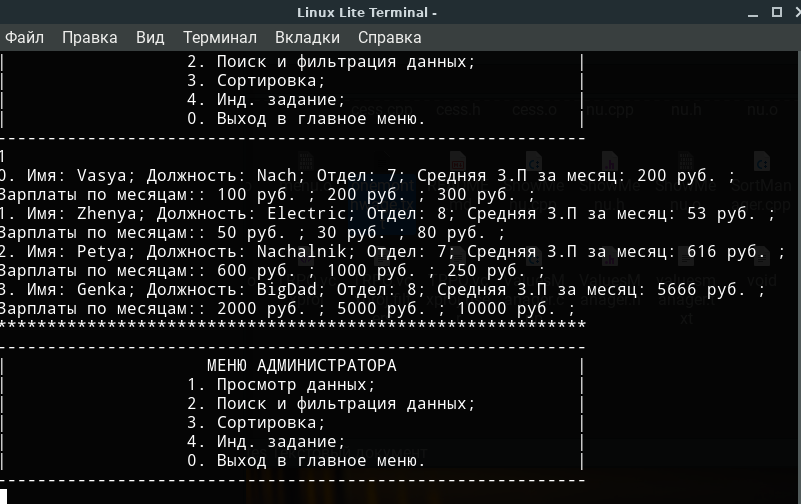 Linux Lite Terminal -
Файл Правка Вид Терминал Вкладки Справка
| 2. Поиск и фильтрация данных; |
| 3. Сортировка; |
| 4. Инд. задание; |
| 0. Выход в главное меню. |
-----------------------------------------------------------
1
0. Имя: Vasya; Должность: Nach; Отдел: 7; Средняя З.П за месяц: 200 руб. ;
Зарплаты по месяцам:: 100 руб. ; 200 руб. ; 300 руб. ;
1. Имя: Zhenya; Должность: Electric; Отдел: 8; Средняя З.П за месяц: 53 руб. ;
Зарплаты по месяцам:: 50 руб. ; 30 руб. ; 80 руб. ;
2. Имя: Petya; Должность: Nachalnik; Отдел: 7; Средняя З.П за месяц: 616 руб. ;
Зарплаты по месяцам:: 600 руб. ; 1000 руб. ; 250 руб. ;
3. Имя: Genka; Должность: BigDad; Отдел: 8; Средняя З.П за месяц: 5666 руб. ;
Зарплаты по месяцам:: 2000 руб. ; 5000 руб. ; 10000 руб. ;
***********************************************************
-----------------------------------------------------------
| МЕНЮ АДМИНИСТРАТОРА |
| 1. Просмотр данных; |
| 2. Поиск и фильтрация данных; |
| 3. Сортировка; |
| 4. Инд. задание; |
| 0. Выход в главное меню. |
-----------------------------------------------------------